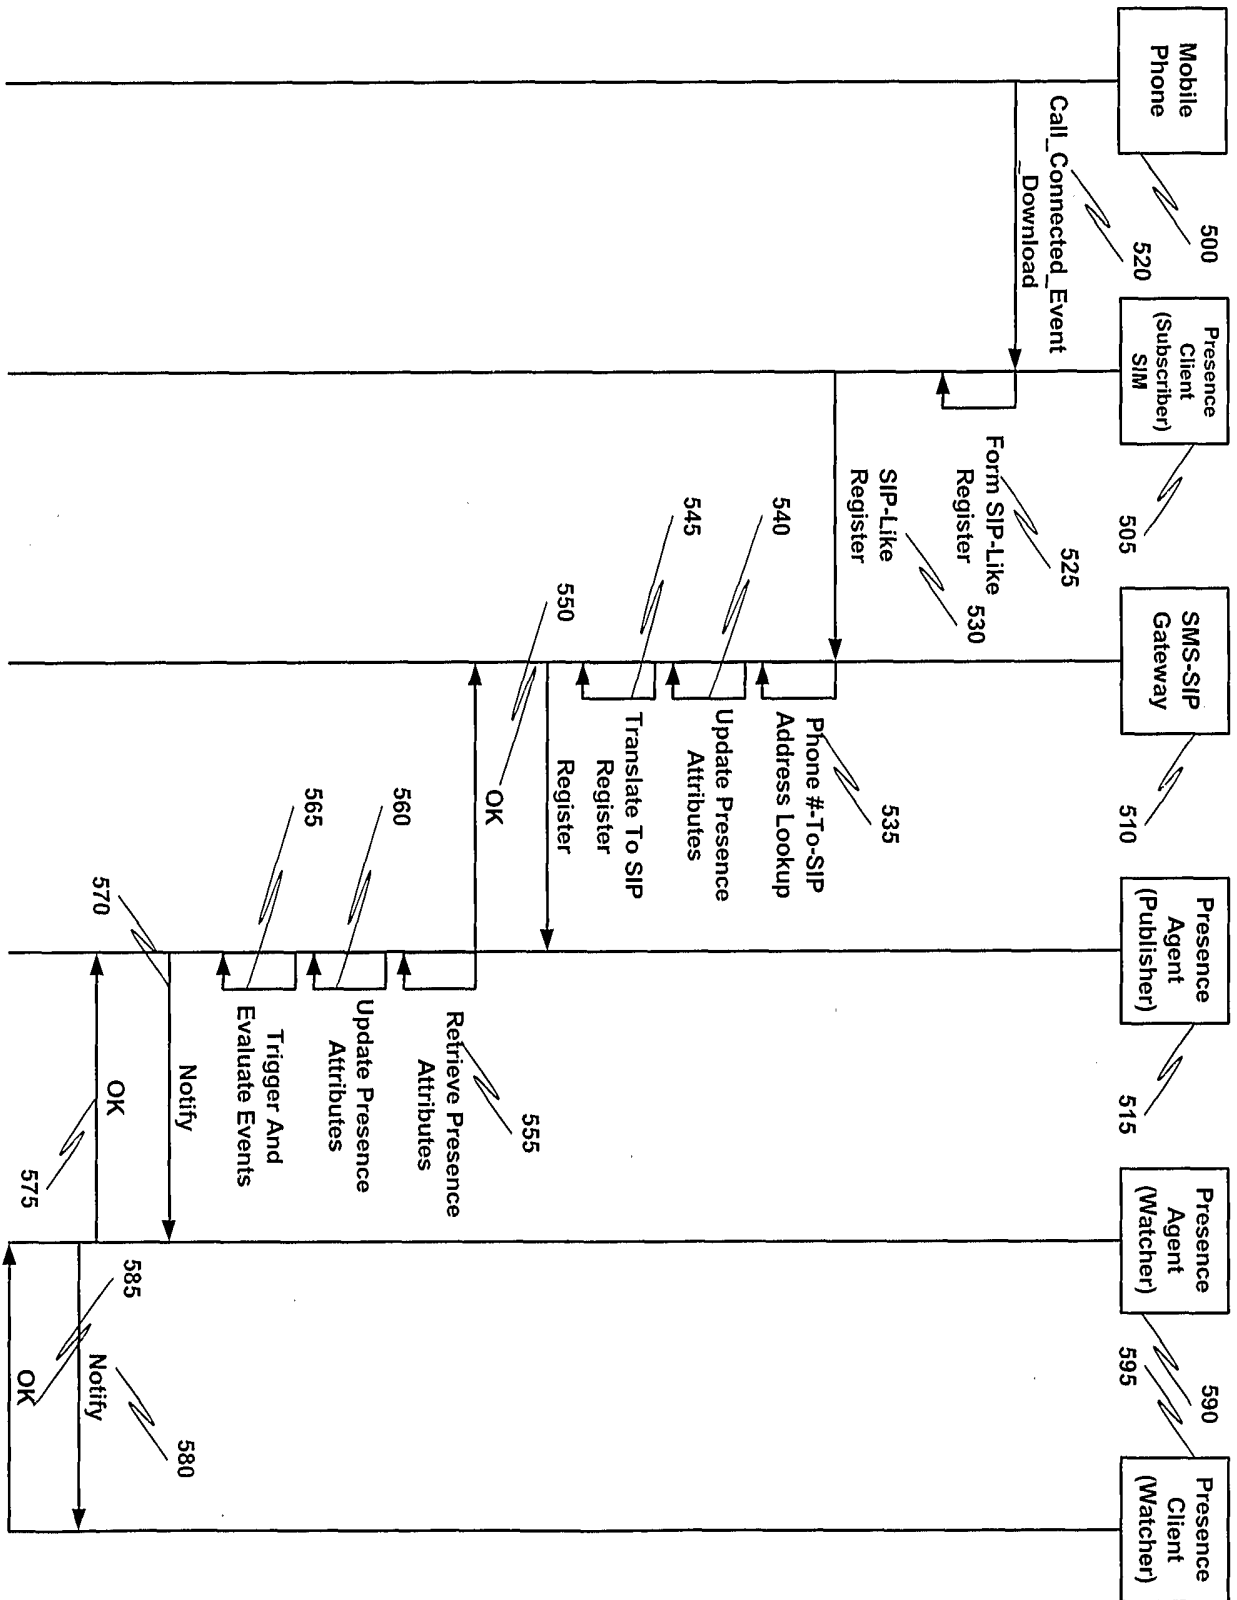 Mobile
Phone
500
Presence
Client
(Subscriber)
SIM
505
SMS-SIP
Gateway
510
Presence
Agent
(Publisher)
515
Presence
Agent
(Watcher)
590
Presence
Client
(Watcher)
595
520
Call_Connected_Event
_Download
Form SIP-Like
Register
525
SIP-Like
Register
530
Phone #-To-SIP
Address Lookup
535
540
Update Presence
Attributes
545
Translate To SIP
Register
550
Register
OK
Retrieve Presence
Attributes
555
560
Update Presence
Attributes
565
Trigger And
Evaluate Events
570
Notify
OK
575
Notify
580
585
OK